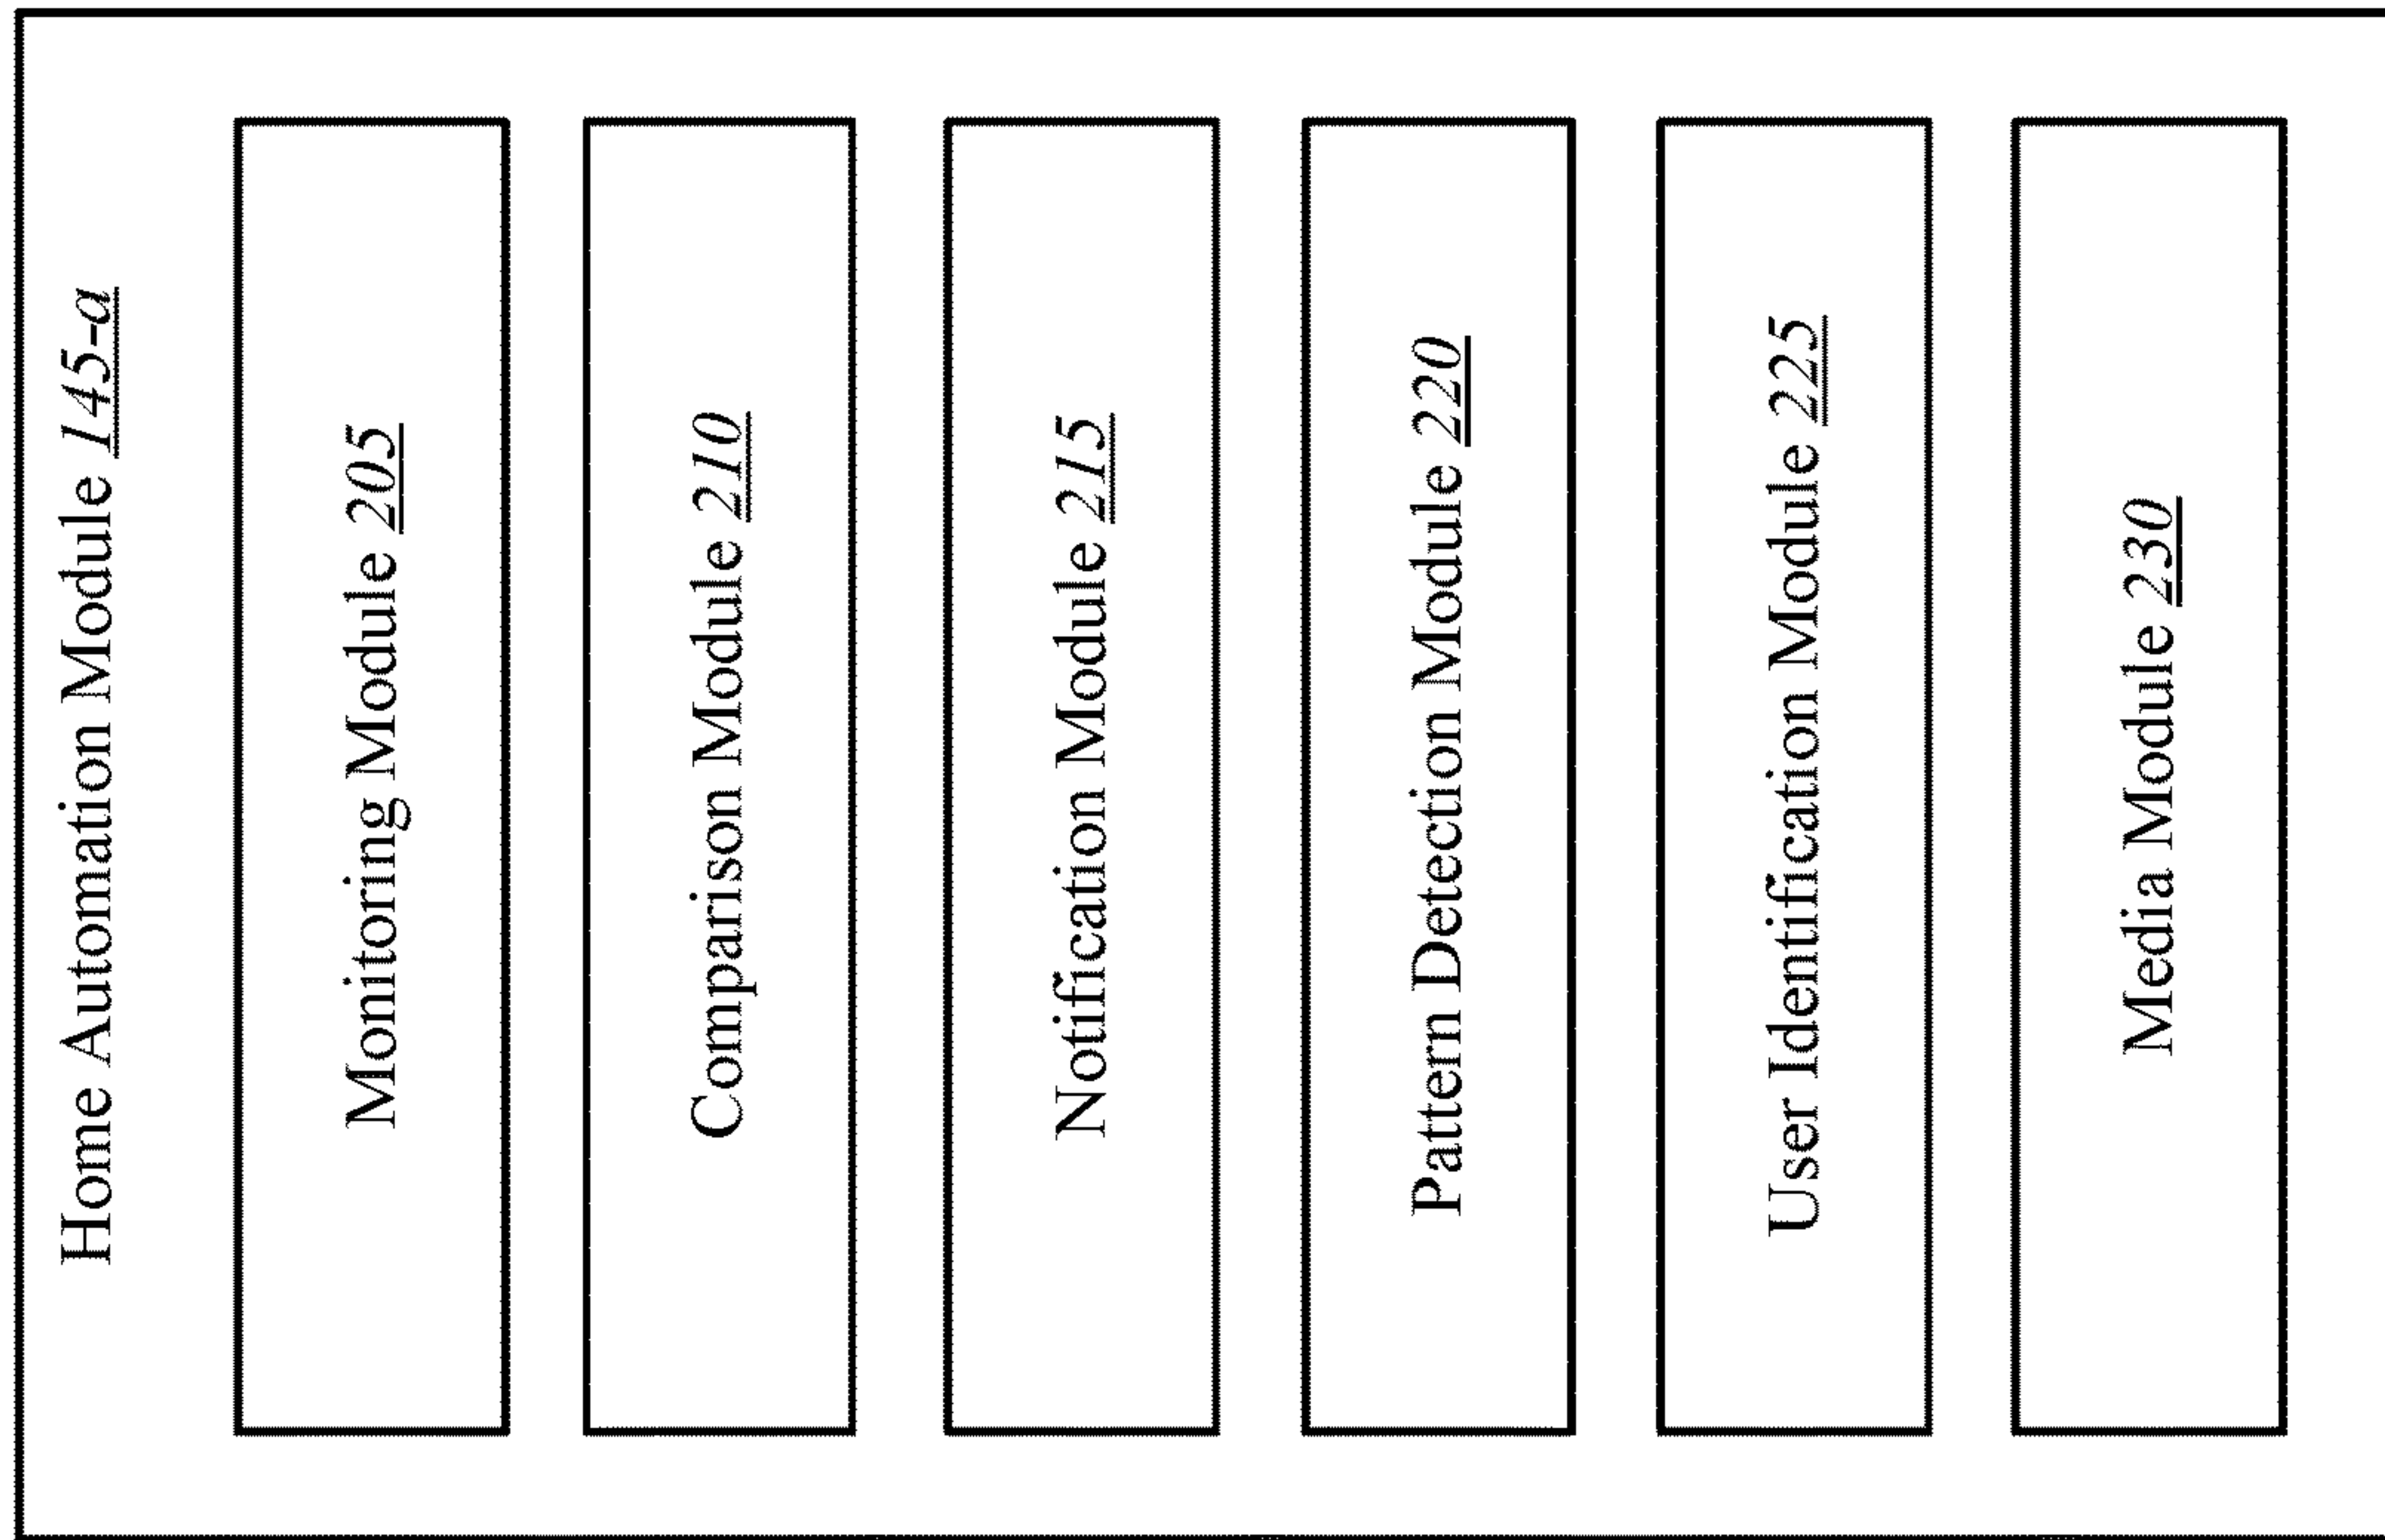 Home Automation Module 145-a
Monitoring Module 205
Comparison Module 210
Notification Module 215
Pattern Detection Module 220
User Identification Module 225
Media Module 230